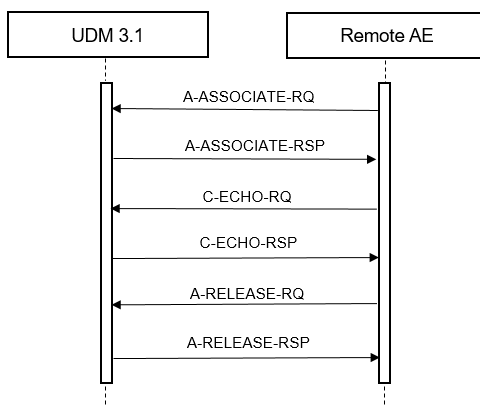 UDM 3.1
Remote AE
A-ASSOCIATE-RQ
A-ASSOCIATE-RSP
C-ECHO-RQ
C-ECHO-RSP
A-RELEASE-RQ
A-RELEASE-RSP